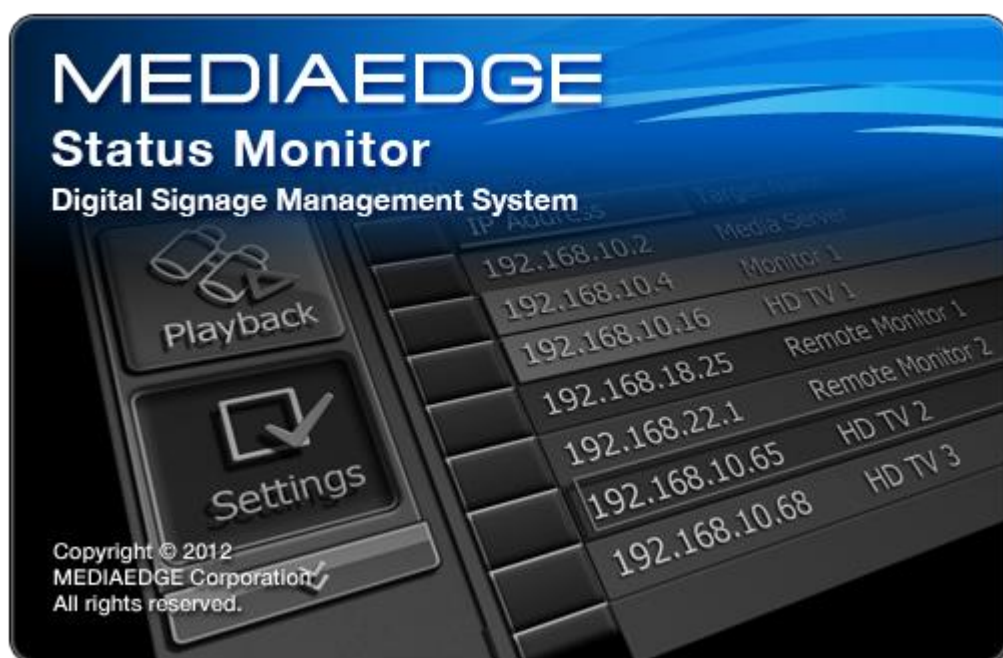 MEDIAEDGE
Status Monitor
Digital Signage Management System
IP Address Target Name
192.168.10.2 Media Server
192.168.10.4 Monitor 1
192.168.10.16 HD TV 1
192.168.18.25 Remote Monitor 1
192.168.22.1 Remote Monitor 2
192.168.10.65 HD TV 2
192.168.10.68 HD TV 3
Playback
Settings
Copyright © 2012
MEDIAEDGE Corporation
All rights reserved.